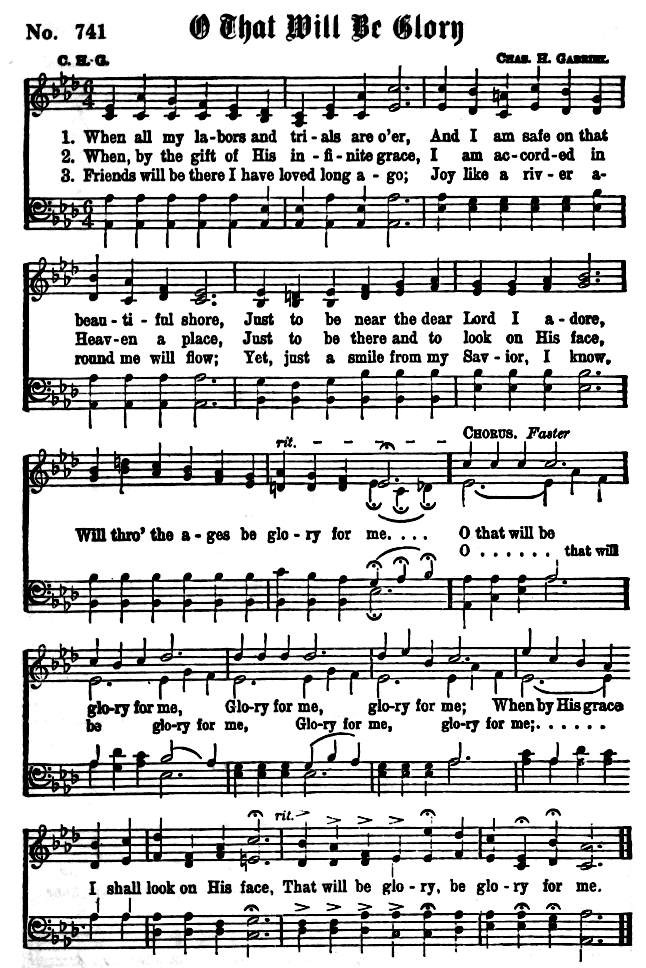 No. 741
O That Will Be Glory
C. H. G.
Chas. H. Gabriel.
1. When all my la-bors and tri-als are o'er, And I am safe on that
2. When, by the gift of His in-fi-nite grace, I am ac-cord-ed in
3. Friends will be there I have loved long a-go; Joy like a riv-er a-
beau-ti-ful shore, Just to be near the dear Lord I a-dore,
Heav-en a place, Just to be there and to look on His face,
round me will flow; Yet, just a smile from my Sav-ior, I know,
rit.
Chorus. Faster
Will thro' the a-ges be glo-ry for me. . . . O that will be
O . . . . . . that will
glo-ry for me, Glo-ry for me, glo-ry for me; When by His grace
be glo-ry for me, Glo-ry for me, glo-ry for me; . . . . . .
rit.
I shall look on His face, That will be glo-ry, be glo-ry for me.